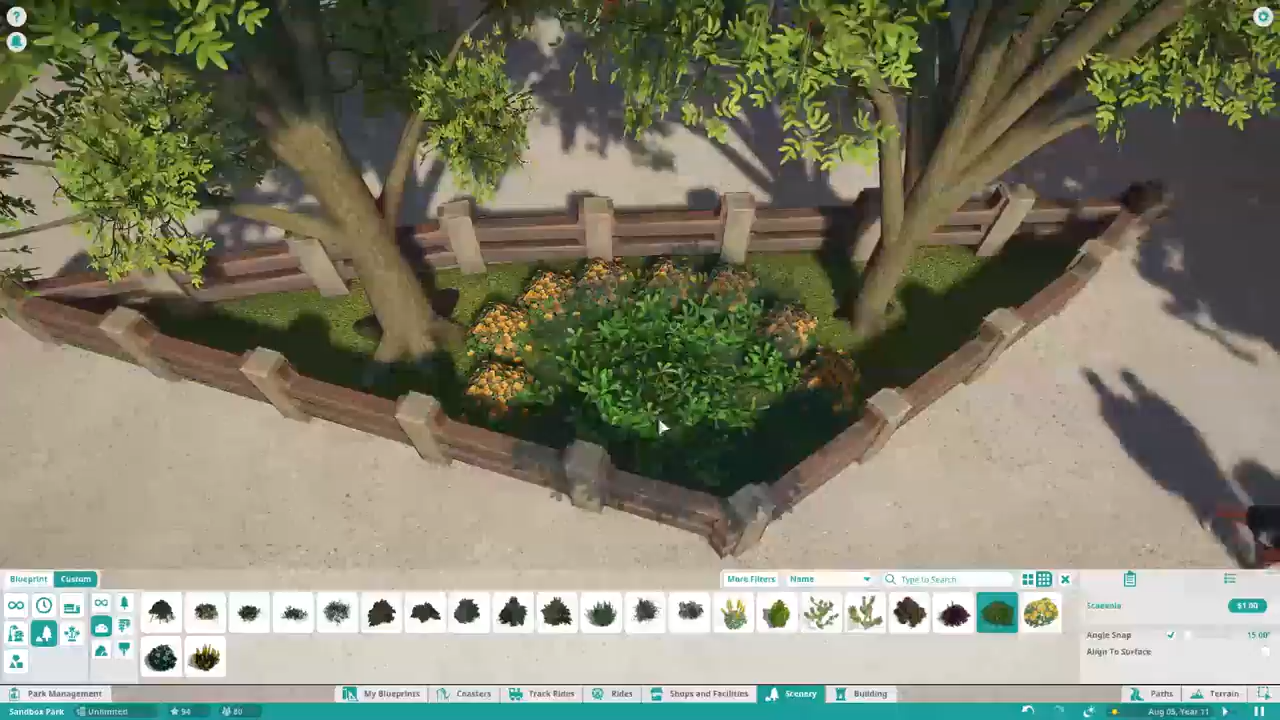 Blueprint Custom
More Filters Name Type to Search
Scaevola $1.00
Angle Snap 15.00°
Align To Surface
Park Management My Blueprints Coasters Track Rides Rides Shops and Facilities Scenery Building Paths Terrain
Sandbox Park Unlimited 94 80 Aug 05, Year 11